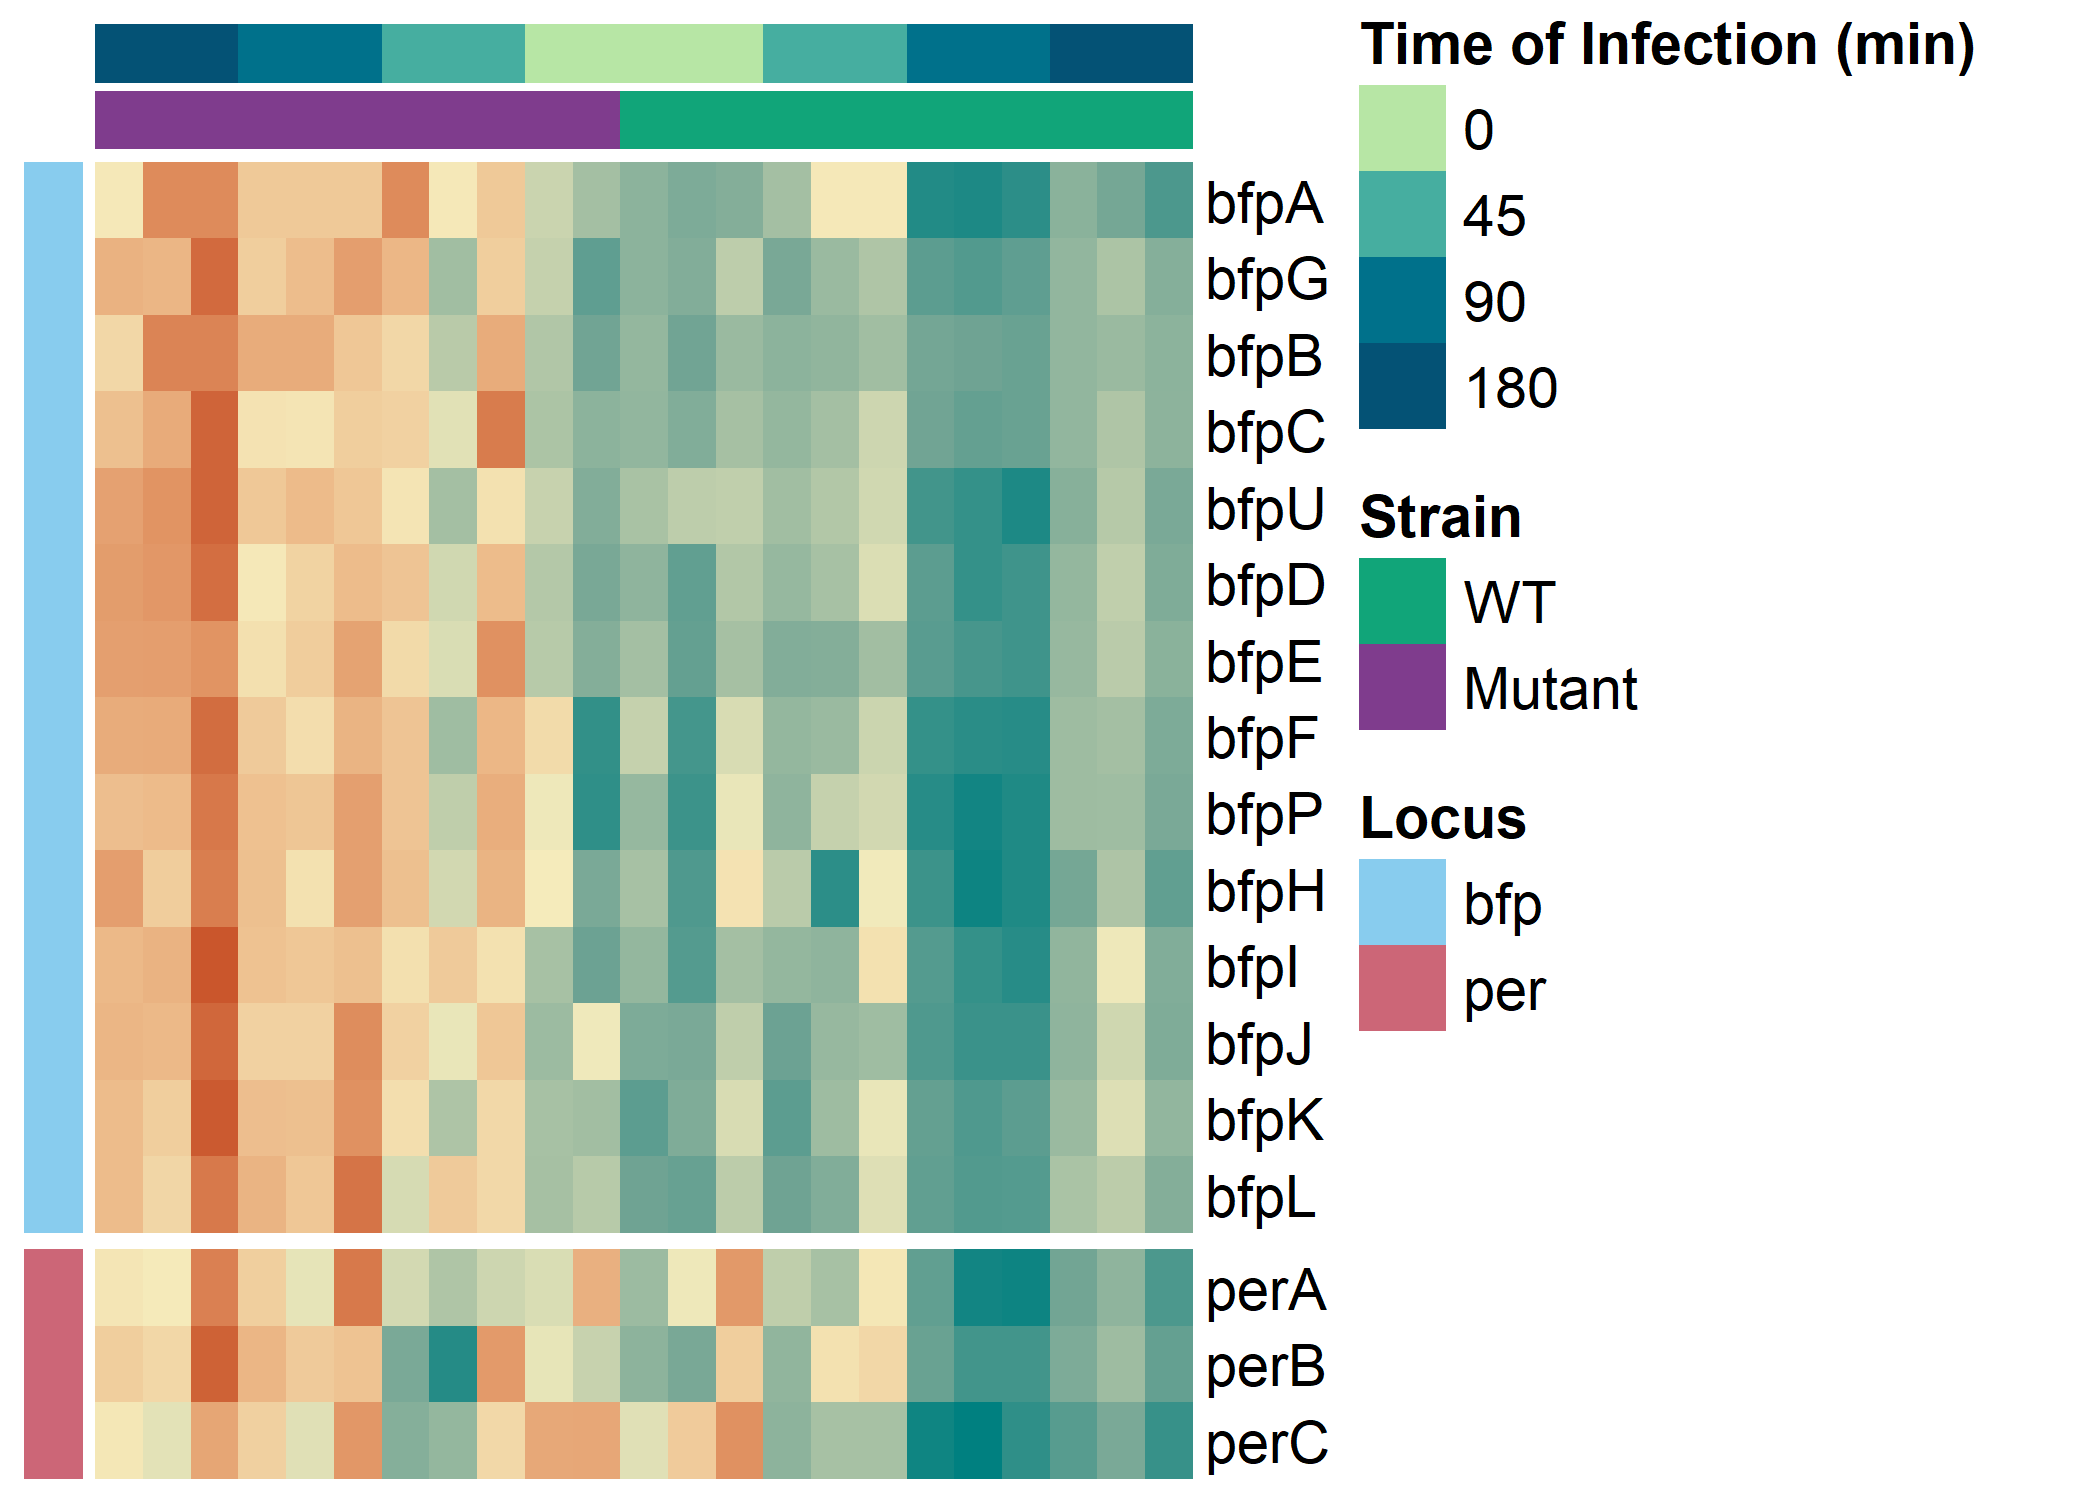 Time of Infection (min)
0
45
90
180
Strain
WT
Mutant
Locus
bfp
per
bfpA
bfpG
bfpB
bfpC
bfpU
bfpD
bfpE
bfpF
bfpP
bfpH
bfpI
bfpJ
bfpK
bfpL
perA
perB
perC